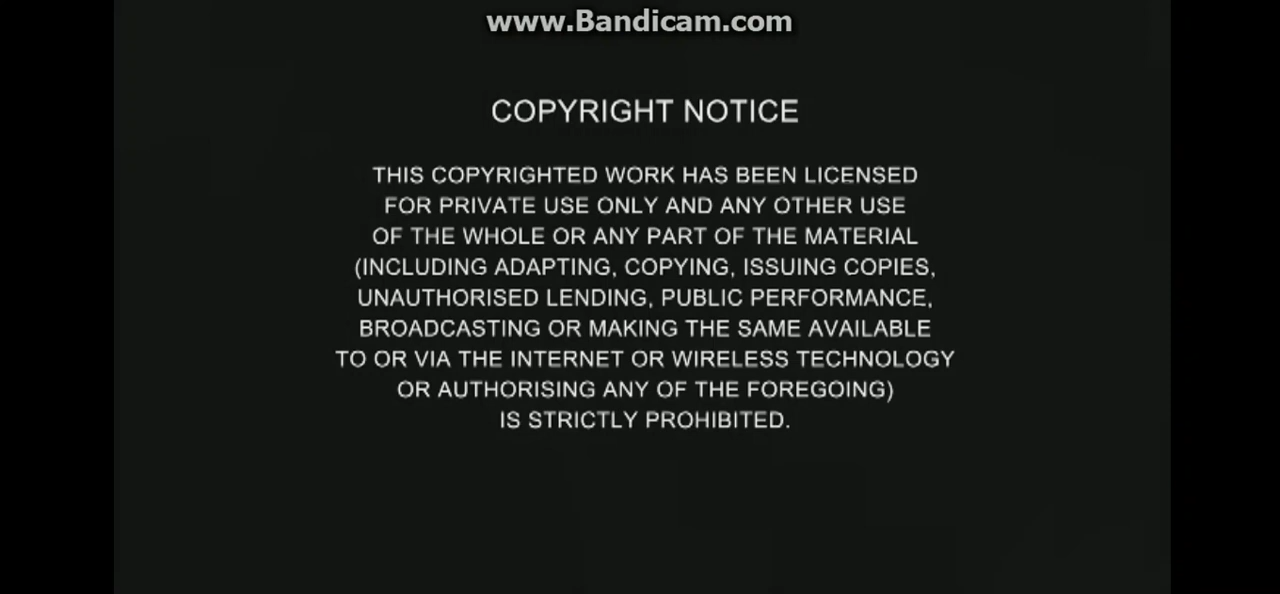 www.Bandicam.com
COPYRIGHT NOTICE
THIS COPYRIGHTED WORK HAS BEEN LICENSED
FOR PRIVATE USE ONLY AND ANY OTHER USE
OF THE WHOLE OR ANY PART OF THE MATERIAL
(INCLUDING ADAPTING, COPYING, ISSUING COPIES,
UNAUTHORISED LENDING, PUBLIC PERFORMANCE,
BROADCASTING OR MAKING THE SAME AVAILABLE
TO OR VIA THE INTERNET OR WIRELESS TECHNOLOGY
OR AUTHORISING ANY OF THE FOREGOING)
IS STRICTLY PROHIBITED.